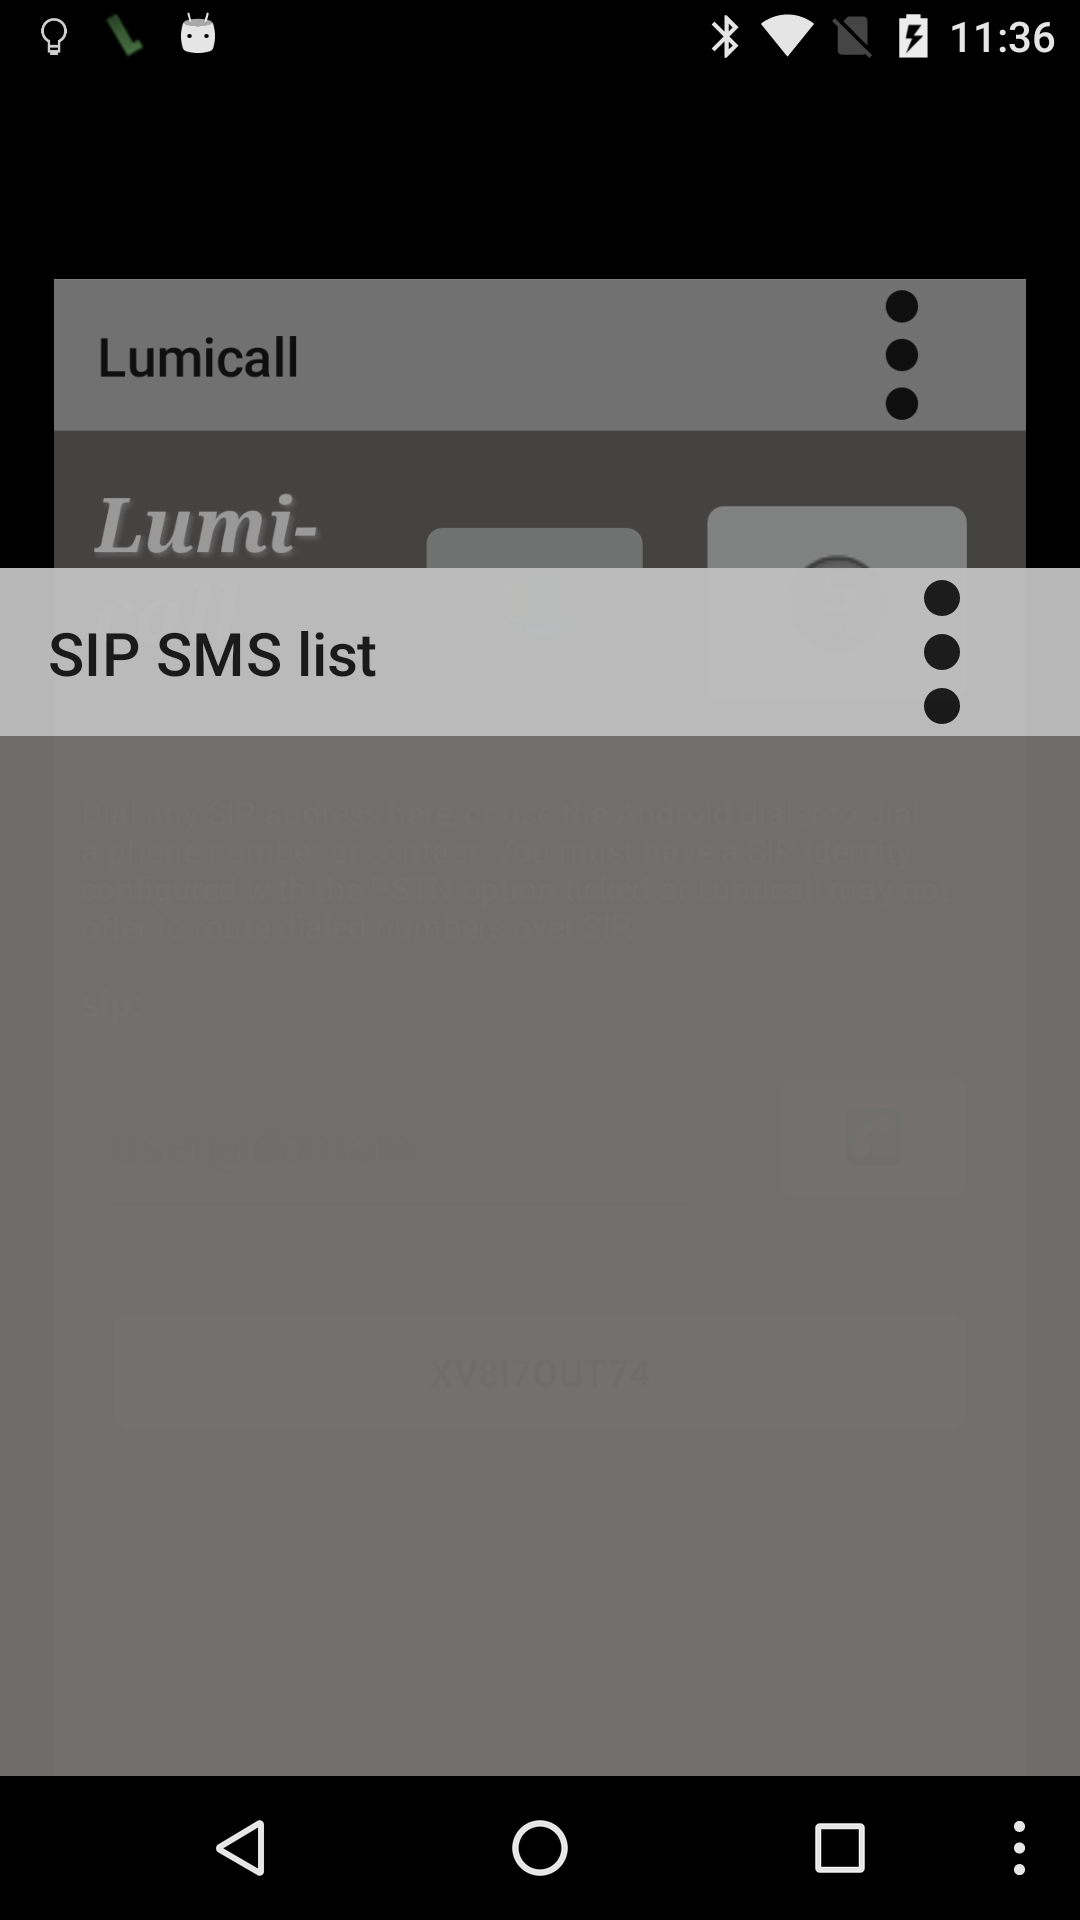 11:36
Lumicall
Lumi-
call
SIP SMS list
Dial any SIP address here, or use the Android dialer to dial
a phone number or contact. You must have a SIP identity
configured with the PSTN option ticked or Lumicall may not
offer to route dialed numbers over SIP.
sip:
XV8I7OUT74